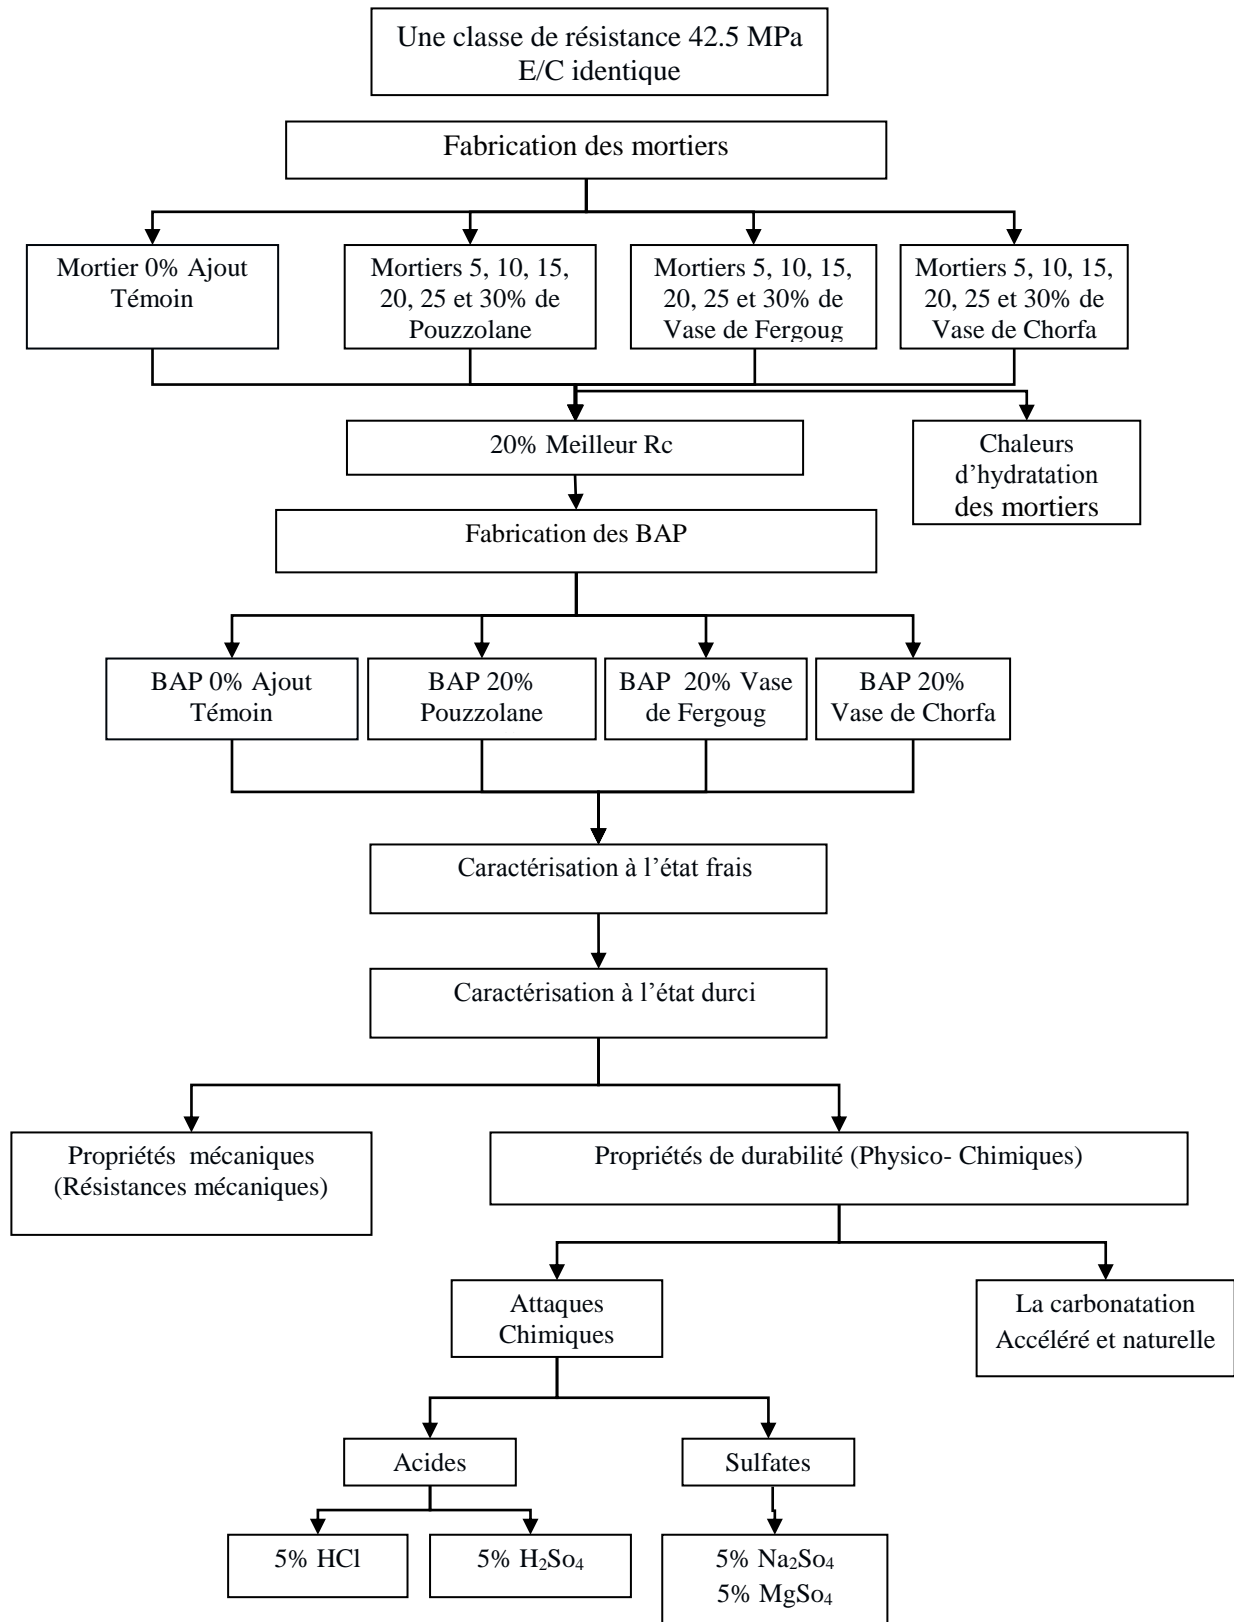 Une classe de résistance 42.5 MPa
E/C identique
Fabrication des mortiers
Mortier 0% Ajout
Témoin
Mortiers 5, 10, 15,
20, 25 et 30% de
Pouzzolane
Mortiers 5, 10, 15,
20, 25 et 30% de
Vase de Fergoug
Mortiers 5, 10, 15,
20, 25 et 30% de
Vase de Chorfa
20% Meilleur Rc
Chaleurs
d’hydratation
des mortiers
Fabrication des BAP
BAP 0% Ajout
Témoin
BAP 20%
Pouzzolane
BAP 20% Vase
de Fergoug
BAP 20%
Vase de Chorfa
Caractérisation à l’état frais
Caractérisation à l’état durci
Propriétés mécaniques
(Résistances mécaniques)
Propriétés de durabilité (Physico- Chimiques)
Attaques
Chimiques
La carbonatation
Accéléré et naturelle
Acides
Sulfates
5% HCl
5% H₂So₄
5% Na₂So₄
5% MgSo₄